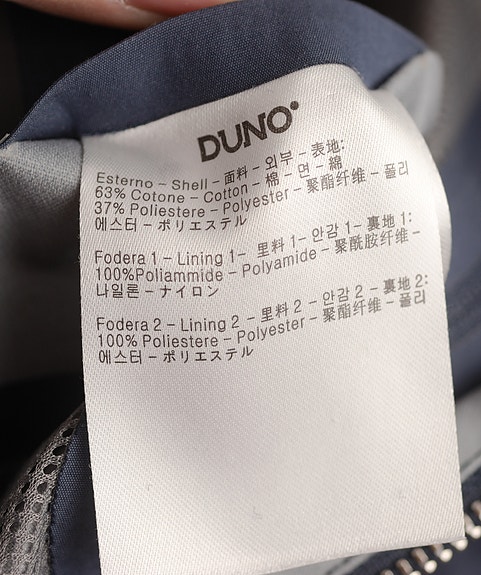 DUNO
Esterno - Shell - 面料 - 외부 - 表地:
63% Cotone - Cotton - 棉 - 면 - 綿
37% Poliestere - Polyester - 聚酯纤维 - 폴리
에스터 - ポリエステル
Fodera 1 - Lining 1 - 里料 1 - 안감 1 - 裏地 1:
100%Poliammide - Polyamide - 聚酰胺纤维 -
나일론 - ナイロン
Fodera 2 - Lining 2 - 里料 2 - 안감 2 - 裏地 2:
100% Poliestere - Polyester - 聚酯纤维 - 폴리
에스터 - ポリエステル